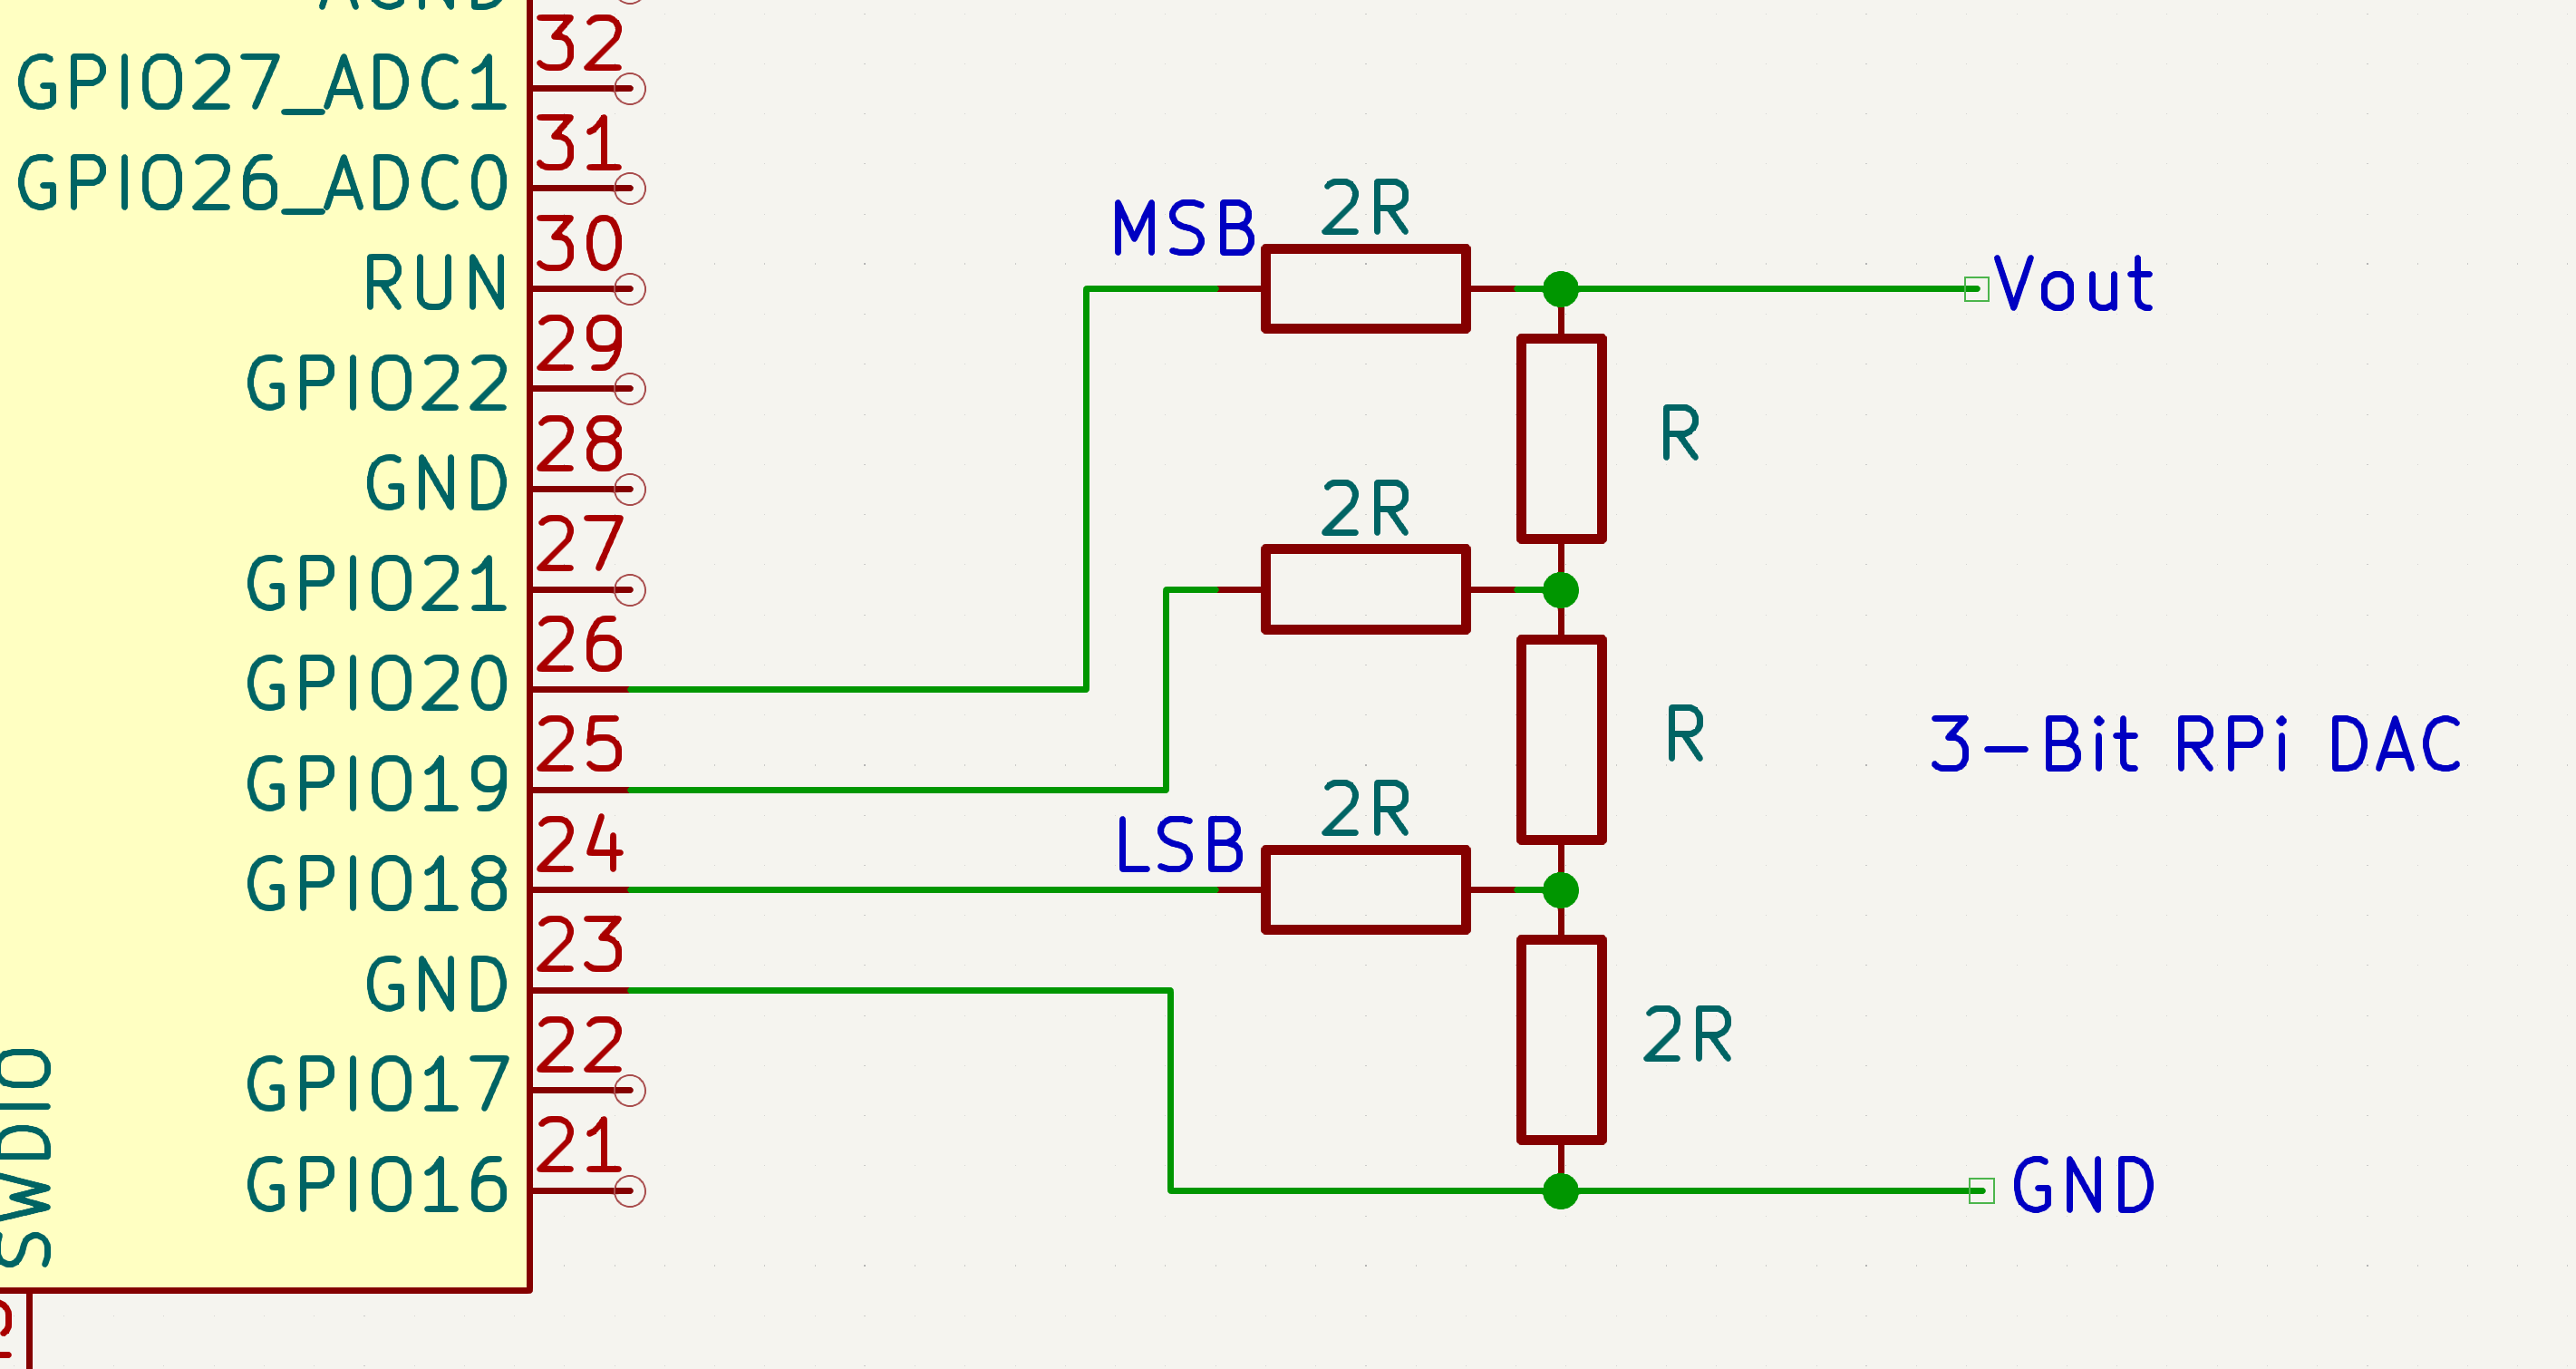 AGND
32
GPIO27_ADC1
31
GPIO26_ADC0
30
RUN
29
GPIO22
28
GND
27
GPIO21
26
GPIO20
25
GPIO19
24
GPIO18
23
GND
22
GPIO17
21
GPIO16
SWDIO
MSB
2R
Vout
R
2R
R
3-Bit RPi DAC
2R
LSB
2R
GND